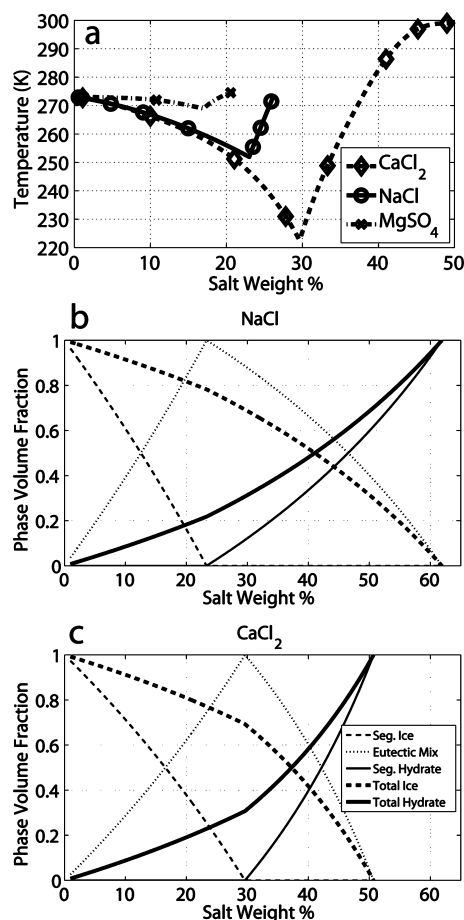 a
300
290
280
270
260
250
240
230
220
Temperature (K)
CaCl2
NaCl
MgSO4
0 10 20 30 40 50
Salt Weight %
b
NaCl
1
0.8
0.6
0.4
0.2
0
Phase Volume Fraction
0 10 20 30 40 50 60
Salt Weight %
c
CaCl2
1
0.8
0.6
0.4
0.2
0
Phase Volume Fraction
Seg. Ice
Eutectic Mix
Seg. Hydrate
Total Ice
Total Hydrate
0 10 20 30 40 50 60
Salt Weight %